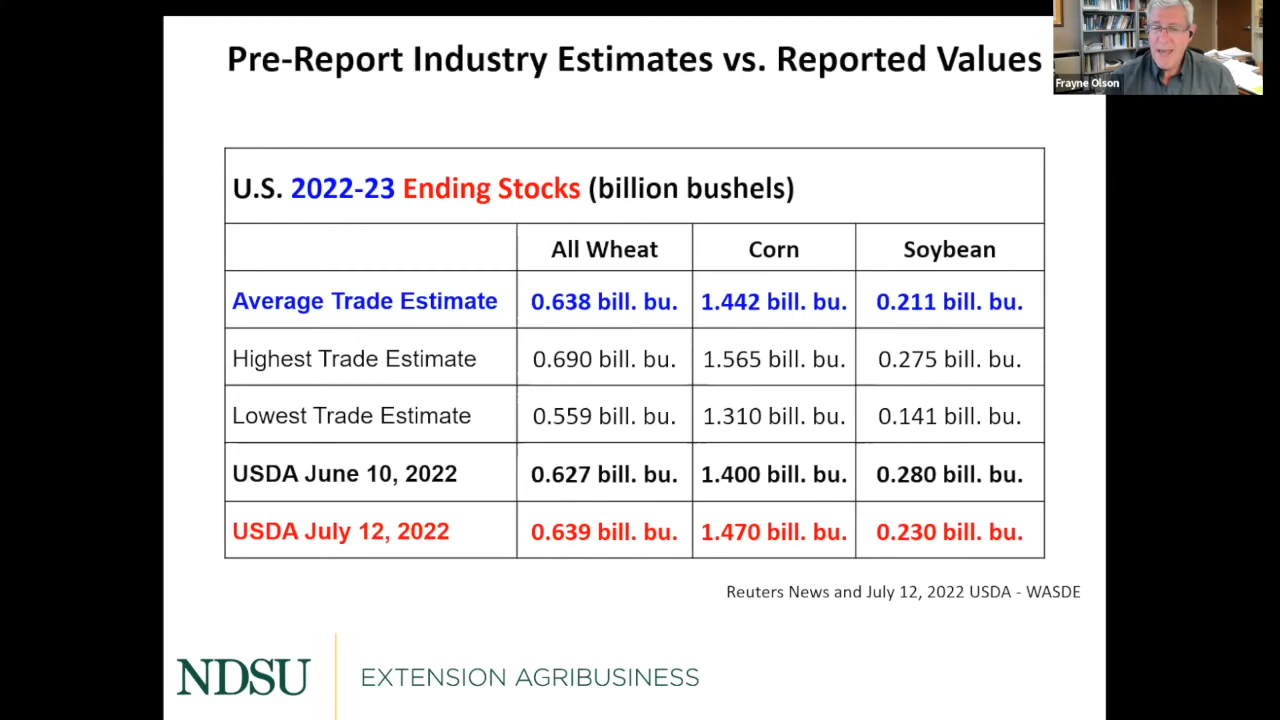 Pre-Report Industry Estimates vs. Reported Values
Frayne Olson
U.S. 2022-23 Ending Stocks (billion bushels)
All Wheat Corn Soybean
Average Trade Estimate 0.638 bill. bu. 1.442 bill. bu. 0.211 bill. bu.
Highest Trade Estimate 0.690 bill. bu. 1.565 bill. bu. 0.275 bill. bu.
Lowest Trade Estimate 0.559 bill. bu. 1.310 bill. bu. 0.141 bill. bu.
USDA June 10, 2022 0.627 bill. bu. 1.400 bill. bu. 0.280 bill. bu.
USDA July 12, 2022 0.639 bill. bu. 1.470 bill. bu. 0.230 bill. bu.
Reuters News and July 12, 2022 USDA - WASDE
NDSU EXTENSION AGRIBUSINESS